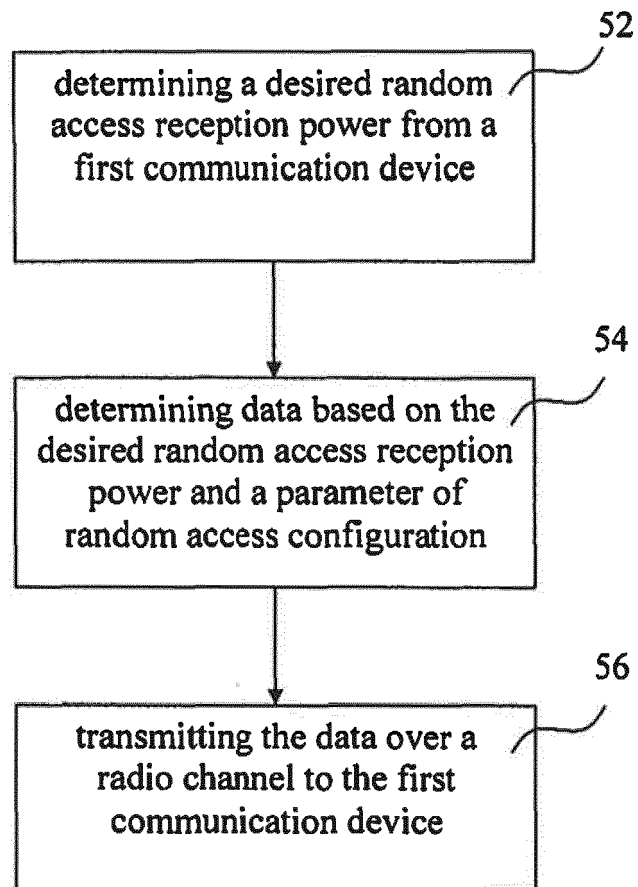 52
determining a desired random
access reception power from a
first communication device
54
determining data based on the
desired random access reception
power and a parameter of
random access configuration
56
transmitting the data over a
radio channel to the first
communication device